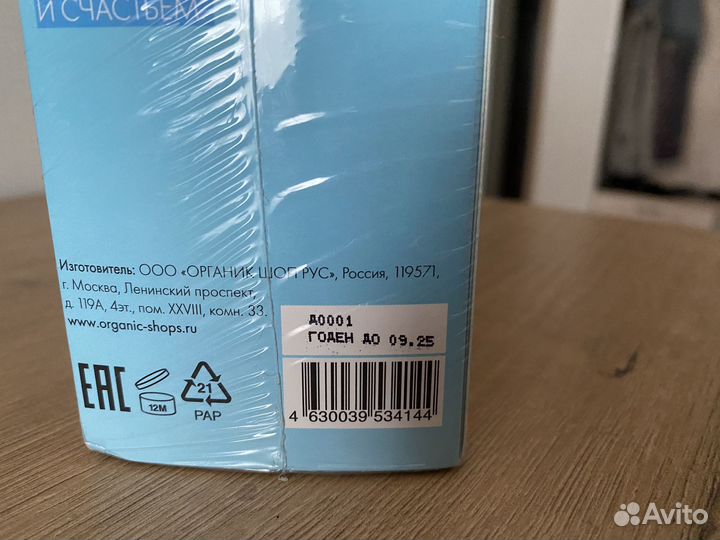 И СЧАСТЬЕМ
Изготовитель: ООО «ОРГАНИК ШОП РУС», Россия, 119571,
г. Москва, Ленинский проспект,
д. 119А, 4эт., пом. XXVIII, комн. 33.
www.organic-shops.ru
Д0001
ГОДЕН ДО 09.25
EAC
12M
21
PAP
4 630039 534144
Avito